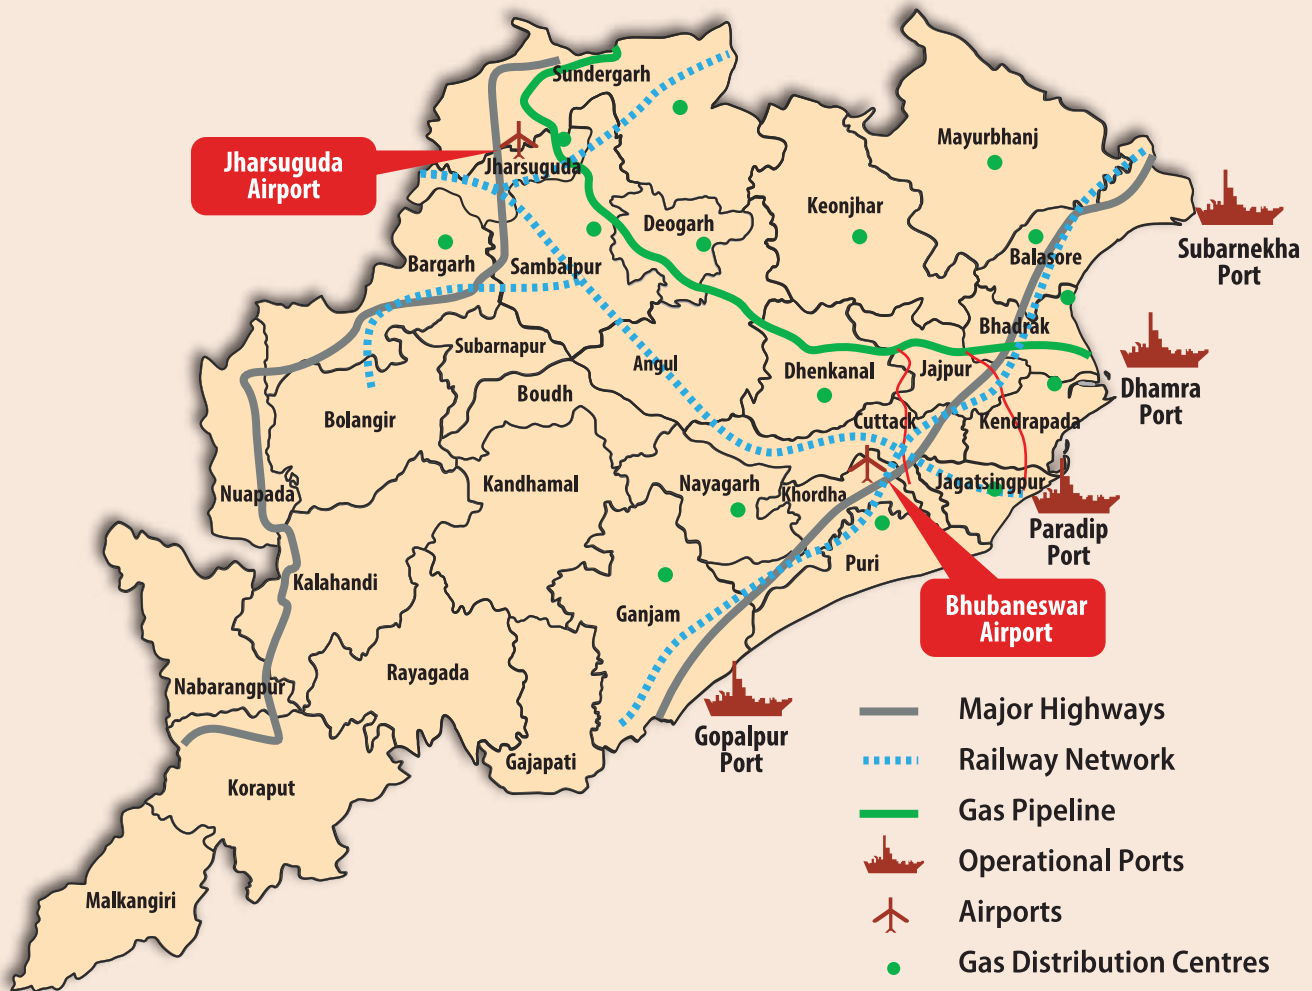 Sundergarh
Mayurbhanj
Jharsuguda
Airport
Jharsuguda
Keonjhar
Deogarh
Subarnekha
Port
Bargarh
Sambalpur
Balasore
Bhadrak
Subarnapur
Angul
Dhenkanal
Jajpur
Dhamra
Port
Boudh
Bolangir
Cuttack
Kendrapada
Nuapada
Kandhamal
Nayagarh
Khordha
Jagatsingpur
Paradip
Port
Kalahandi
Puri
Ganjam
Bhubaneswar
Airport
Nabarangpur
Rayagada
Gopalpur
Port
Gajapati
Koraput
Malkangiri
Major Highways
Railway Network
Gas Pipeline
Operational Ports
Airports
Gas Distribution Centres